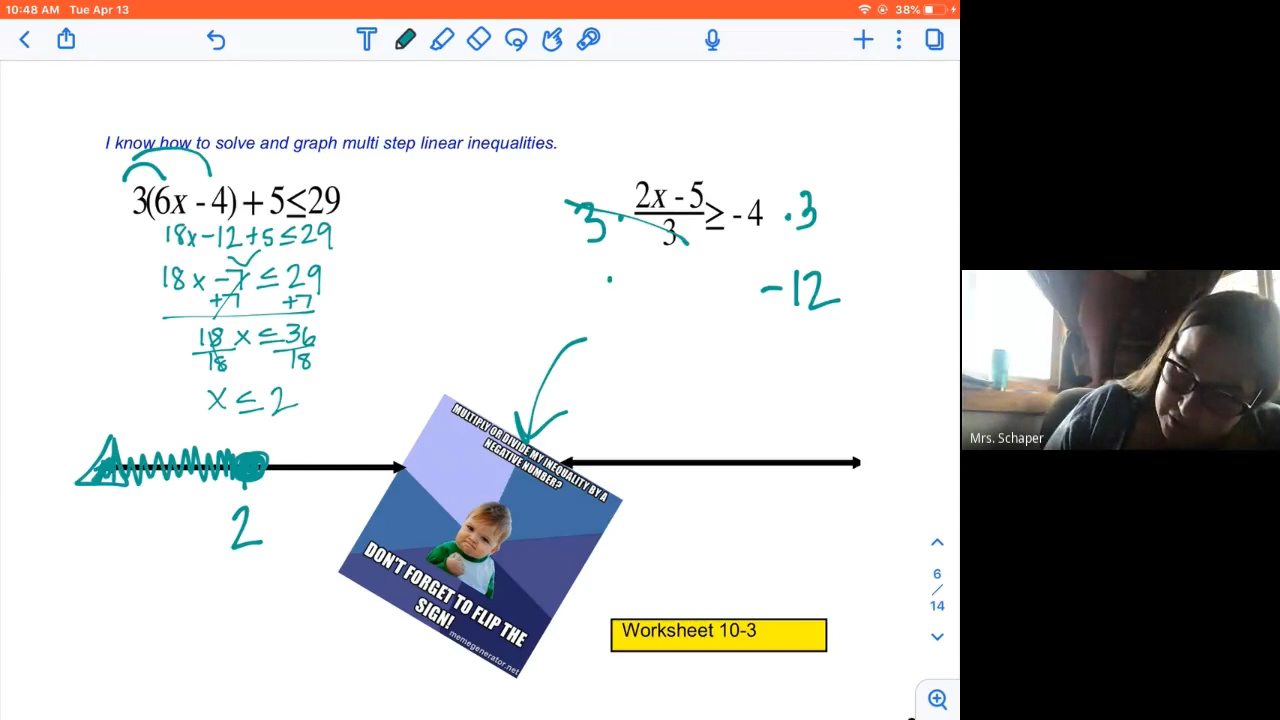 10:48 AM Tue Apr 13
38%
I know how to solve and graph multi step linear inequalities.
3(6x - 4) + 5≤29
18x-12+5≤29
18x-7≤29
+7 +7
18x≤36
18 18
x≤2
2
3 · 2x - 5 ≥ -4 · 3
3
· -12
MULTIPLY OR DIVIDE MY INEQUALITY BY A
NEGATIVE NUMBER?
DON'T FORGET TO FLIP THE
SIGN!
memegenerator.net
Worksheet 10-3
6
/
14
Mrs. Schaper